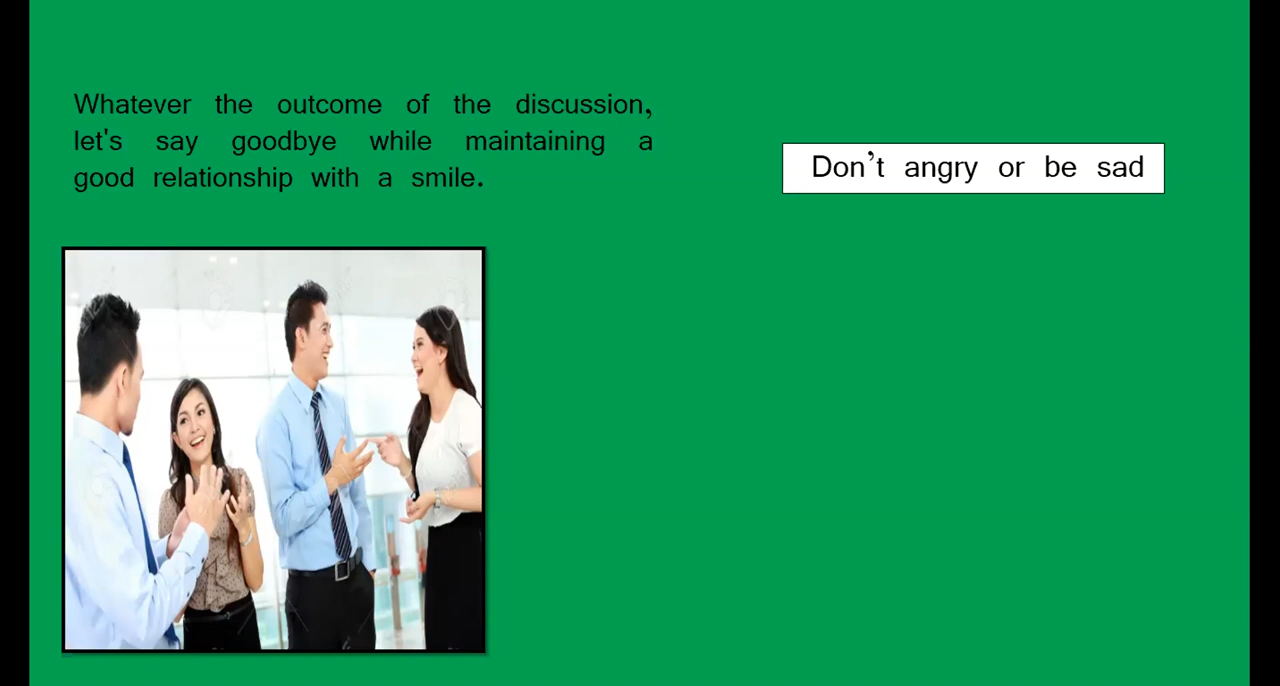 Whatever the outcome of the discussion,
let's say goodbye while maintaining a
good relationship with a smile.
Don’t angry or be sad